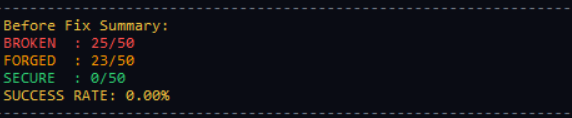 Before Fix Summary:
BROKEN : 25/50
FORGED : 23/50
SECURE : 0/50
SUCCESS RATE: 0.00%